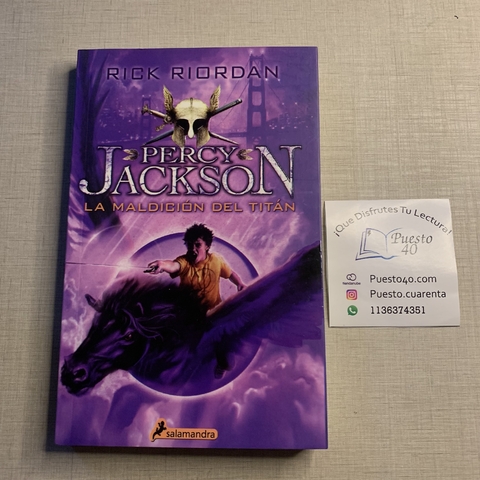 RICK RIORDAN
PERCY
JACKSON
LA MALDICIÓN DEL TITÁN
salamandra
¡Que Disfrutes Tu Lectura!
Puesto
40
Puesto40.com
Puesto.cuarenta
1136374351